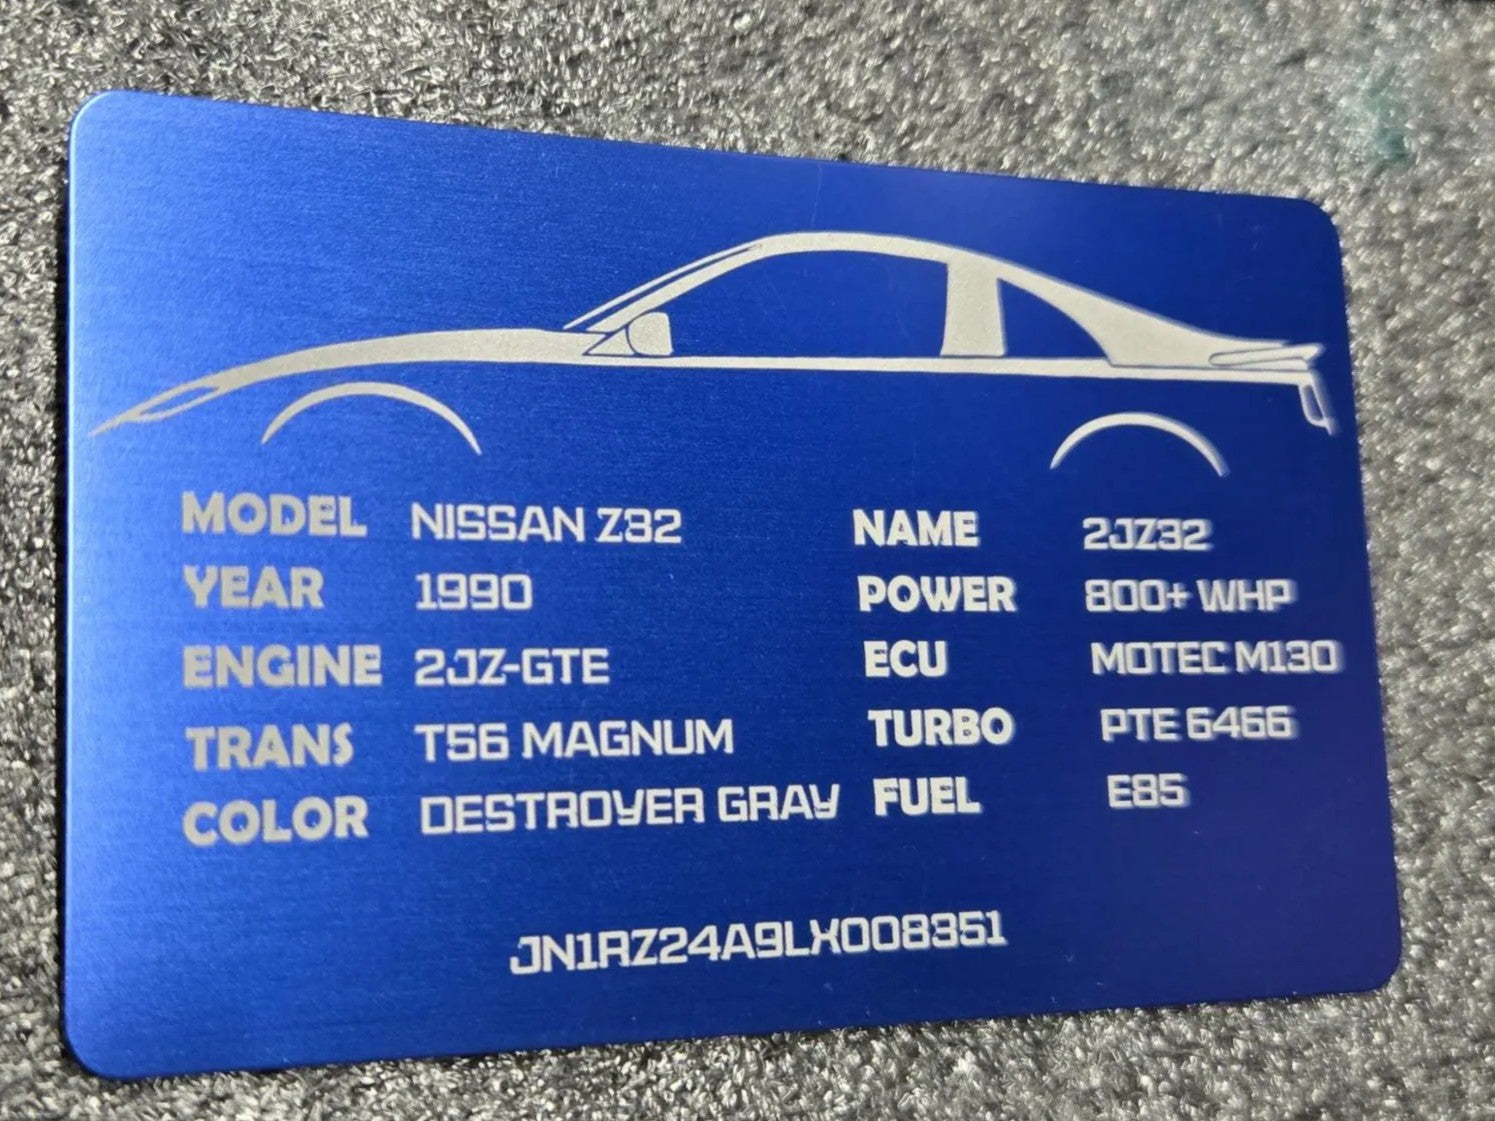 MODEL NISSAN Z32 NAME 2JZ32
YEAR 1990 POWER 800+ WHP
ENGINE 2JZ-GTE ECU MOTEC M130
TRANS T56 MAGNUM TURBO PTE 6466
COLOR DESTROYER GRAY FUEL E85
JN1RZ24A9LX008351